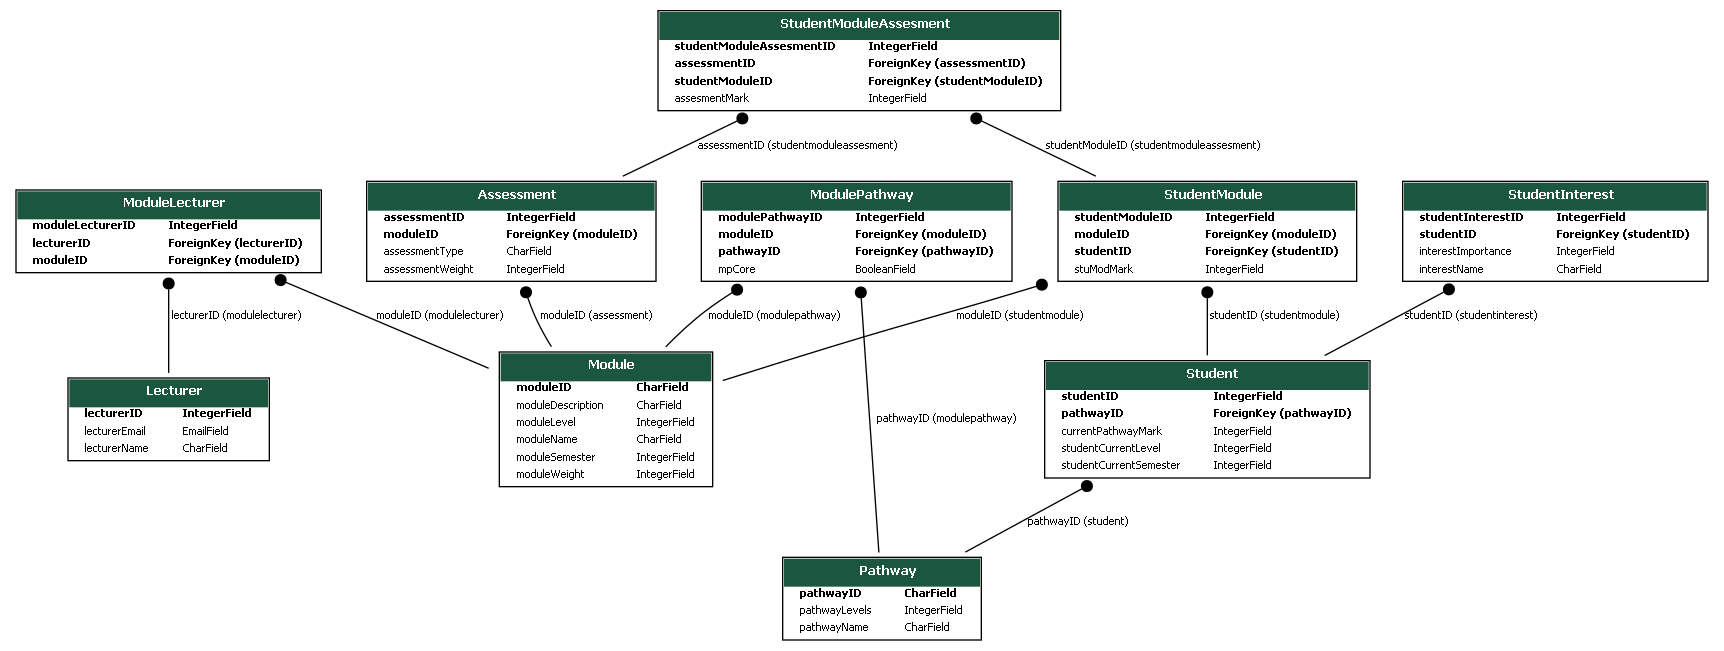 StudentModuleAssesment
studentModuleAssesmentID IntegerField
assessmentID ForeignKey (assessmentID)
studentModuleID ForeignKey (studentModuleID)
assesmentMark IntegerField
assessmentID (studentmoduleassesment)
studentModuleID (studentmoduleassesment)
ModuleLecturer
moduleLecturerID IntegerField
lecturerID ForeignKey (lecturerID)
moduleID ForeignKey (moduleID)
Assessment
assessmentID IntegerField
moduleID ForeignKey (moduleID)
assessmentType CharField
assessmentWeight IntegerField
ModulePathway
modulePathwayID IntegerField
moduleID ForeignKey (moduleID)
pathwayID ForeignKey (pathwayID)
mpCore BooleanField
StudentModule
studentModuleID IntegerField
moduleID ForeignKey (moduleID)
studentID ForeignKey (studentID)
stuModMark IntegerField
StudentInterest
studentInterestID IntegerField
studentID ForeignKey (studentID)
interestImportance IntegerField
interestName CharField
lecturerID (modulelecturer)
moduleID (modulelecturer)
moduleID (assessment)
moduleID (modulepathway)
moduleID (studentmodule)
studentID (studentmodule)
studentID (studentinterest)
Lecturer
lecturerID IntegerField
lecturerEmail EmailField
lecturerName CharField
Module
moduleID CharField
moduleDescription CharField
moduleLevel IntegerField
moduleName CharField
moduleSemester IntegerField
moduleWeight IntegerField
pathwayID (modulepathway)
Student
studentID IntegerField
pathwayID ForeignKey (pathwayID)
currentPathwayMark IntegerField
studentCurrentLevel IntegerField
studentCurrentSemester IntegerField
pathwayID (student)
Pathway
pathwayID CharField
pathwayLevels IntegerField
pathwayName CharField